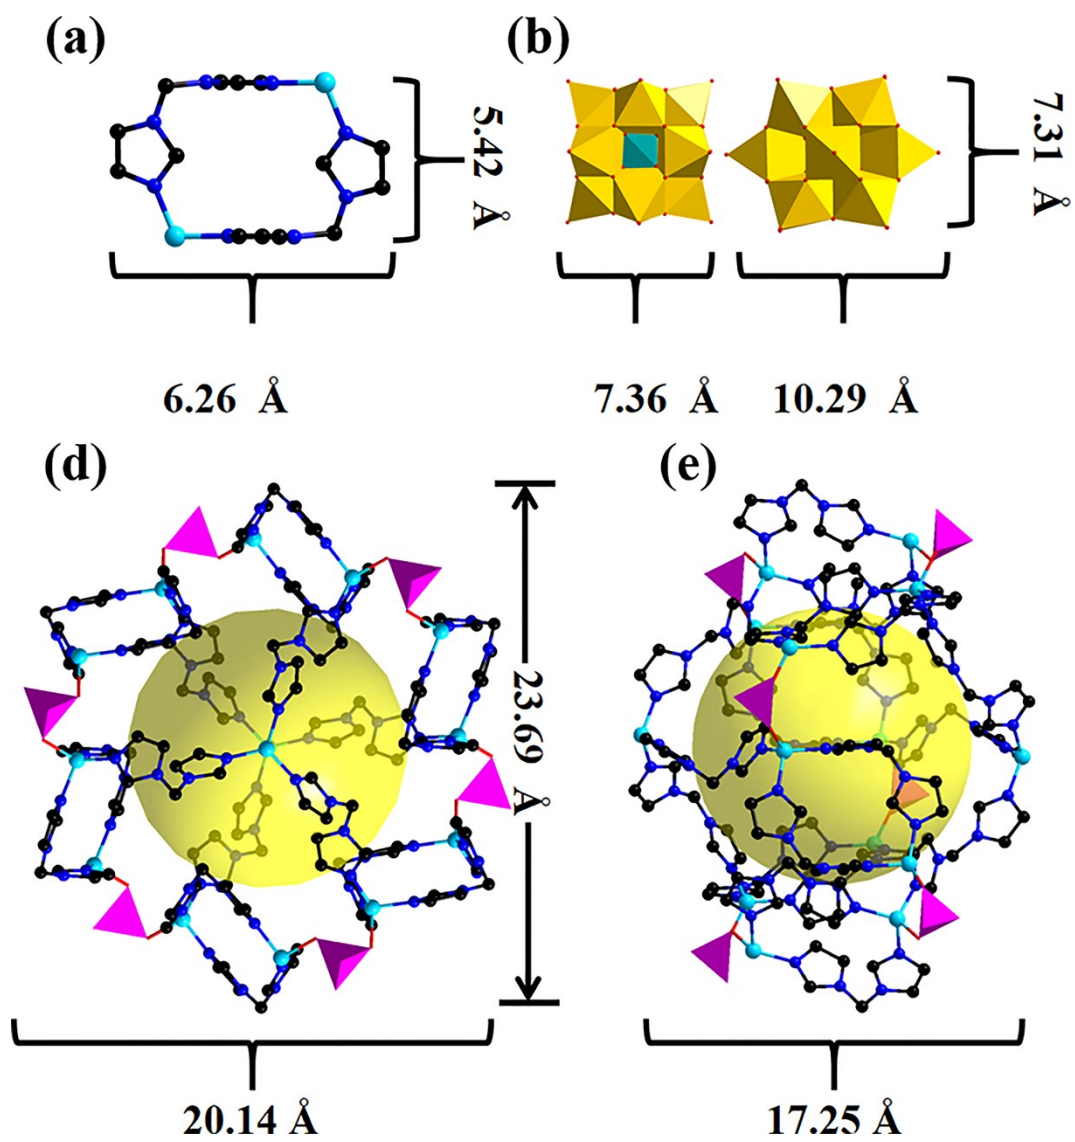 (a)
(b)
5.42 Å
7.31 Å
6.26 Å
7.36 Å
10.29 Å
(d)
(e)
23.69 Å
20.14 Å
17.25 Å